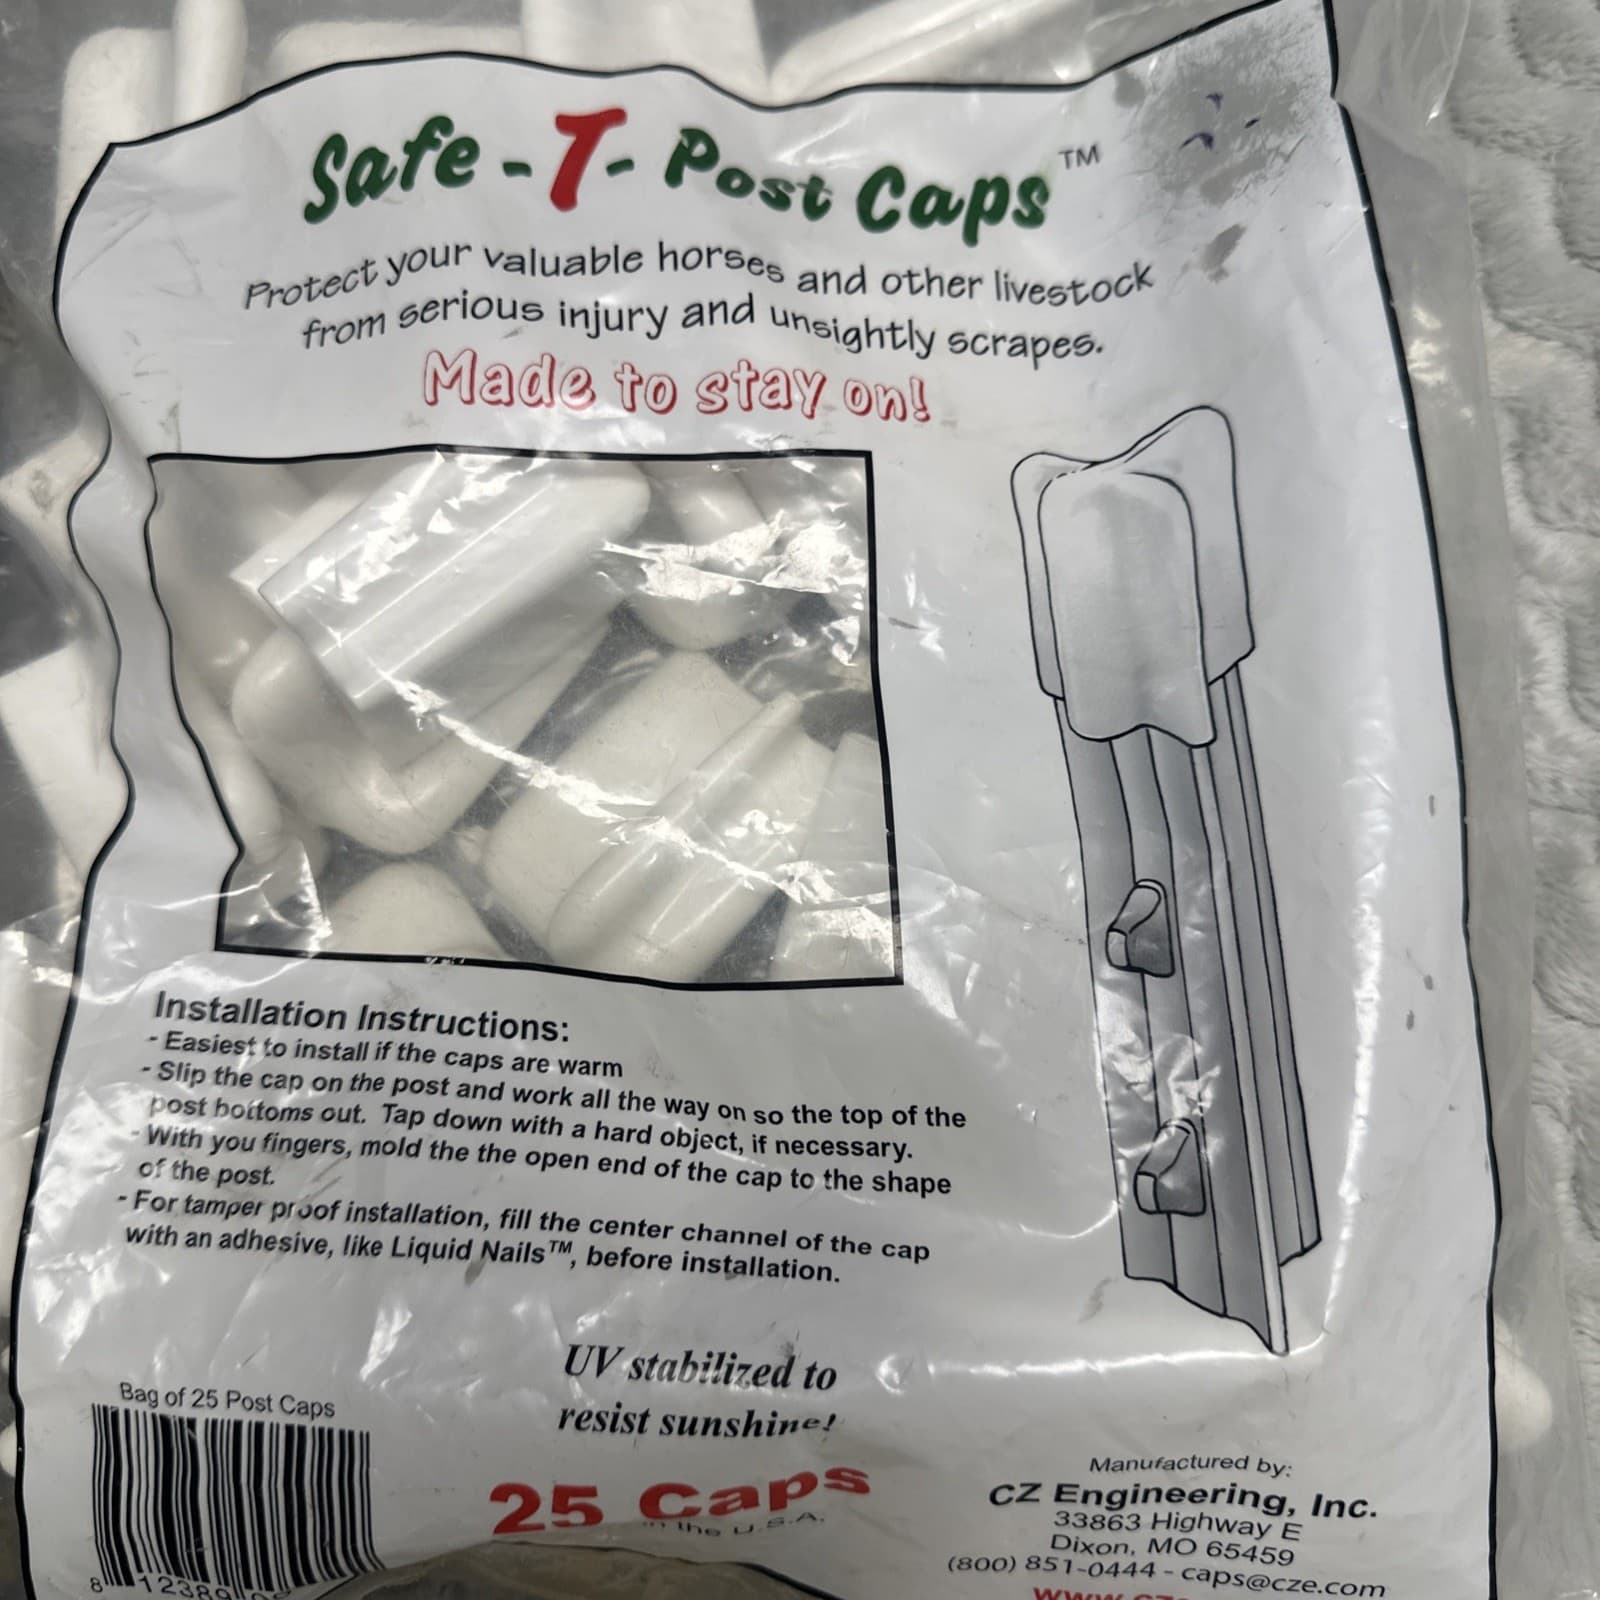 Safe-T-Post Caps™
Protect your valuable horses and other livestock
from serious injury and unsightly scrapes.
Made to stay on!
Installation Instructions:
- Easiest to install if the caps are warm
- Slip the cap on the post and work all the way on so the top of the
post bottoms out. Tap down with a hard object, if necessary.
- With you fingers, mold the the open end of the cap to the shape
of the post.
- For tamper proof installation, fill the center channel of the cap
with an adhesive, like Liquid Nails™, before installation.
UV stabilized to
resist sunshine!
Bag of 25 Post Caps
25 Caps
in the U.S.A.
Manufactured by:
CZ Engineering, Inc.
33863 Highway E
Dixon, MO 65459
(800) 851-0444 - caps@cze.com